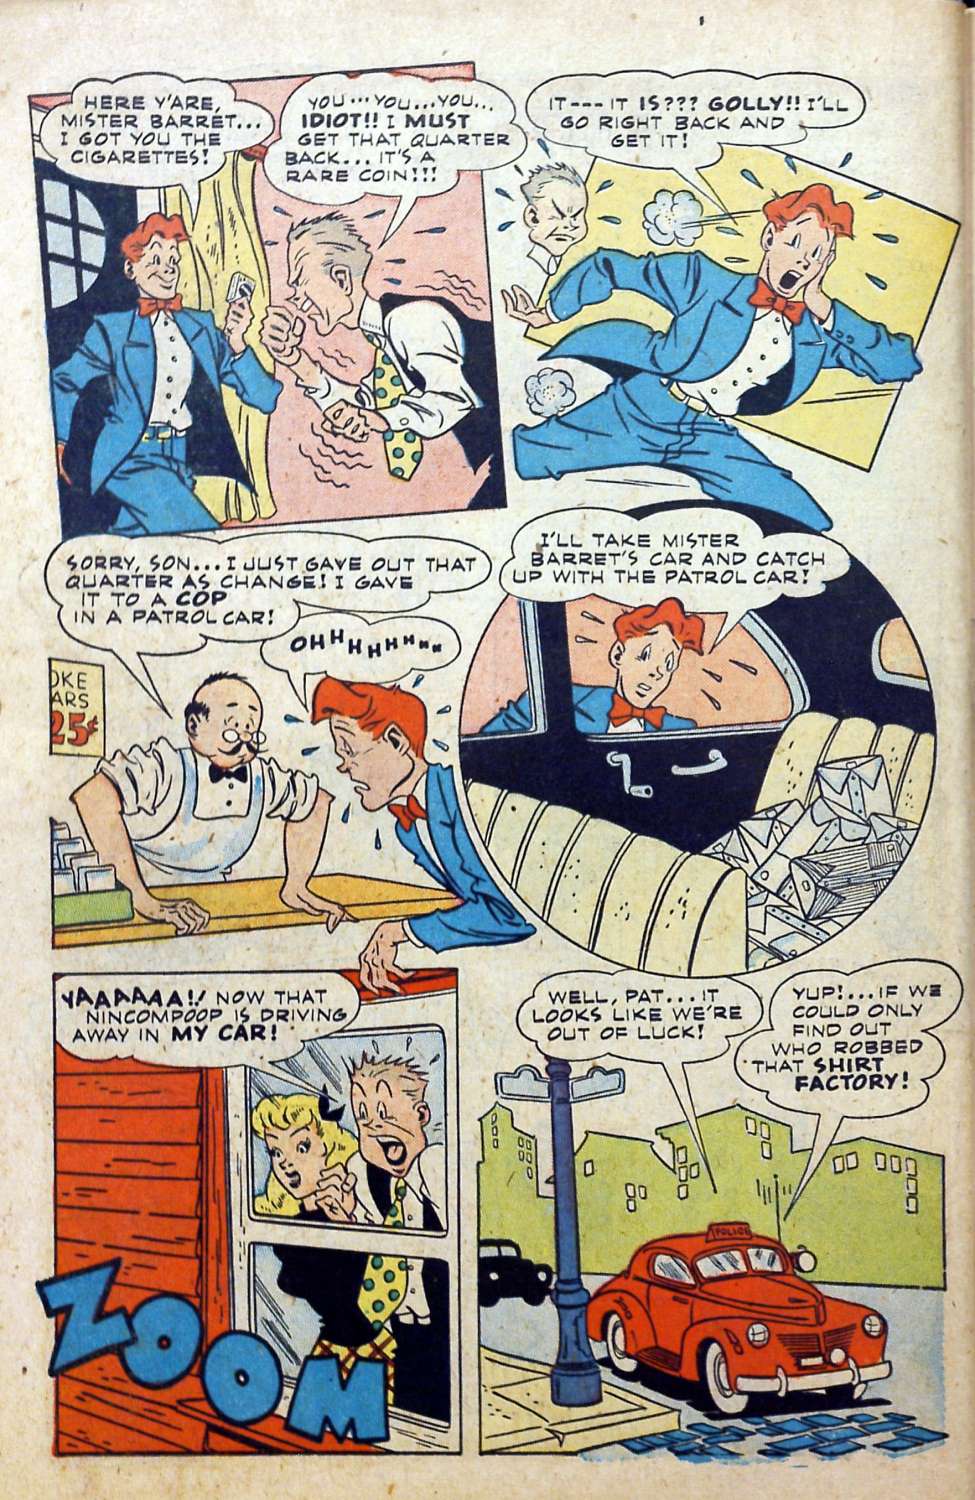 HERE Y'ARE,
MISTER BARRET...
I GOT YOU THE
CIGARETTES!
YOU...YOU...YOU...
IDIOT!! I MUST
GET THAT QUARTER
BACK... IT'S A
RARE COIN!!!
IT---IT IS??? GOLLY!! I'LL
GO RIGHT BACK AND
GET IT!
SORRY, SON... I JUST GAVE OUT THAT
QUARTER AS CHANGE! I GAVE
IT TO A COP
IN A PATROL CAR!
OHHHHHHHH
OKE
ARS
25¢
I'LL TAKE MISTER
BARRET'S CAR AND CATCH
UP WITH THE PATROL CAR!
YAAAAAA!! NOW THAT
NINCOMPOOP IS DRIVING
AWAY IN MY CAR!
ZOOM
WELL, PAT... IT
LOOKS LIKE WE'RE
OUT OF LUCK!
YUP!... IF WE
COULD ONLY
FIND OUT
WHO ROBBED
THAT SHIRT
FACTORY!
POLICE